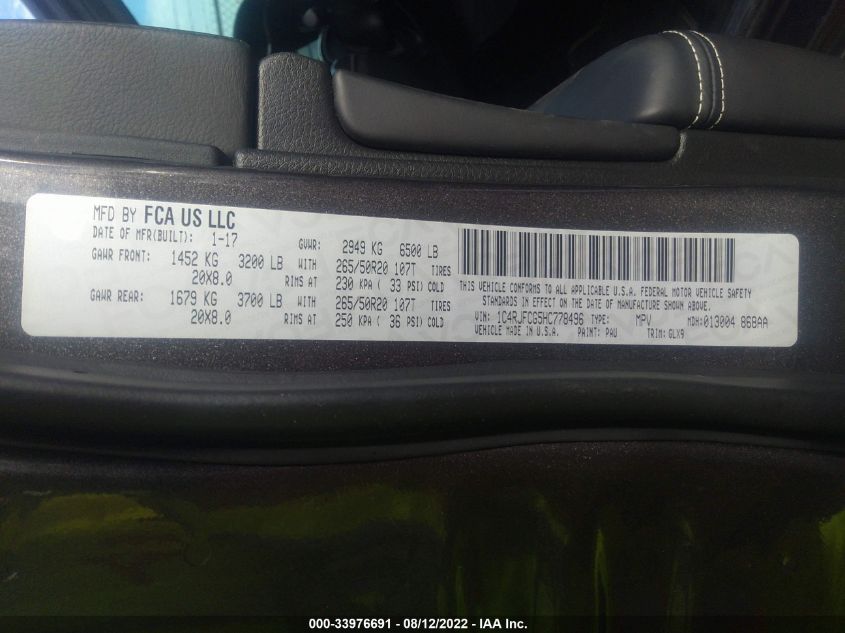 MFD BY FCA US LLC
DATE OF MFR(BUILT): 1-17 GVWR: 2949 KG 6500 LB
GAWR FRONT: 1452 KG 3200 LB WITH 265/50R20 107T TIRES
20X8.0 RIMS AT 230 KPA ( 33 PSI) COLD
GAWR REAR: 1679 KG 3700 LB WITH 265/50R20 107T TIRES
20X8.0 RIMS AT 250 KPA ( 36 PSI) COLD
THIS VEHICLE CONFORMS TO ALL APPLICABLE U.S.A. FEDERAL MOTOR VEHICLE SAFETY
STANDARDS IN EFFECT ON THE DATE OF MANUFACTURE SHOWN ABOVE.
VIN: 1C4RJFCG5HC778496 TYPE: MPV MDH:013004 868AA
VEHICLE MADE IN U.S.A. PAINT: PAU TRIM: GLX9
000-33976691 - 08/12/2022 - IAA Inc.